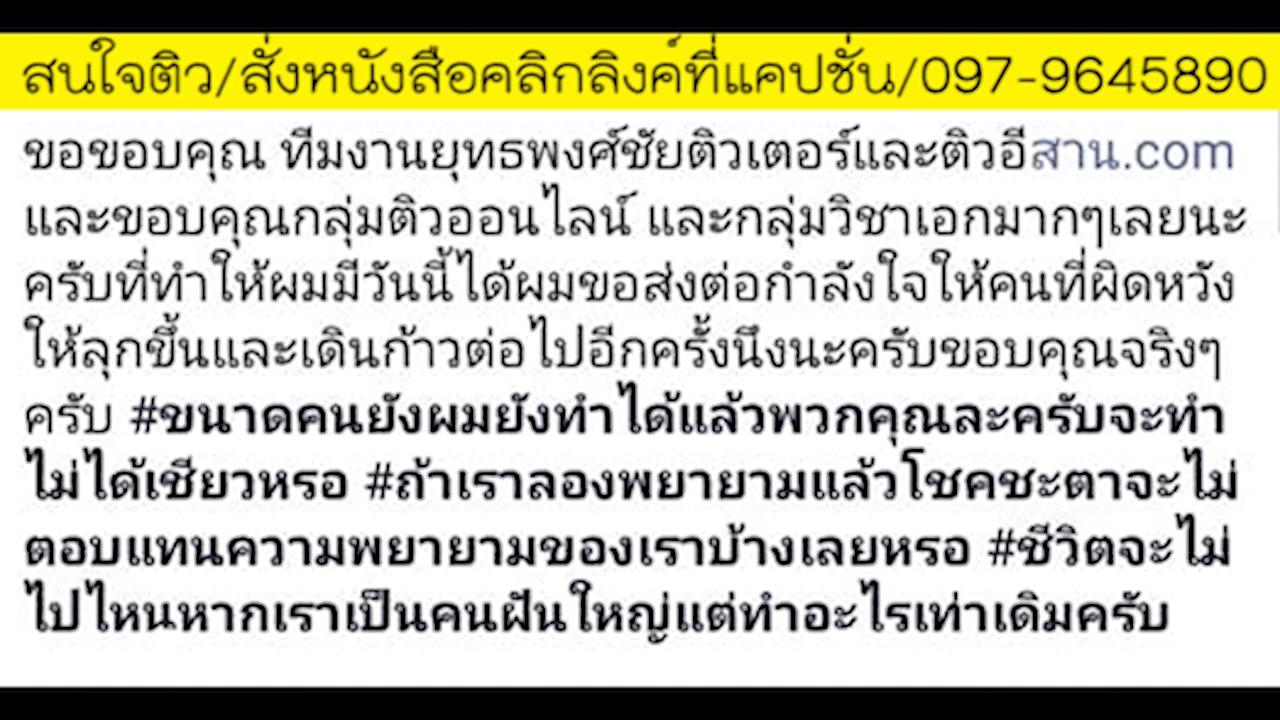 สนใจติว/สั่งหนังสือคลิกลิงค์ที่แคปชั่น/097-9645890
ขอขอบคุณ ทีมงานยุทธพงศ์ชัยติวเตอร์และติวอีสาน.com
และขอบคุณกลุ่มติวออนไลน์ และกลุ่มวิชาเอกมากๆเลยนะ
ครับที่ทำให้ผมมีวันนี้ได้ผมขอส่งต่อกำลังใจให้คนที่ผิดหวัง
ให้ลุกขึ้นและเดินก้าวต่อไปอีกครั้งนึงนะครับขอบคุณจริงๆ
ครับ #ขนาดคนยังผมยังทำได้แล้วพวกคุณละครับจะทำ
ไม่ได้เชียวหรอ #ถ้าเราลองพยายามแล้วโชคชะตาจะไม่
ตอบแทนความพยายามของเราบ้างเลยหรอ #ชีวิตจะไม่
ไปไหนหากเราเป็นคนฝันใหญ่แต่ทำอะไรเท่าเดิมครับ